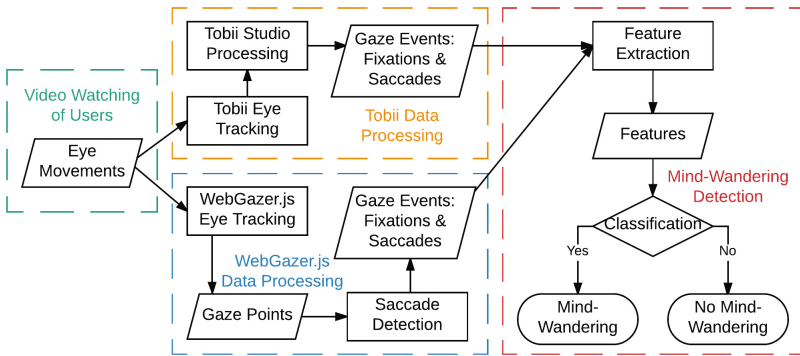 Video Watching
of Users
Eye
Movements
Tobii Studio
Processing
Tobii Eye
Tracking
Gaze Events:
Fixations &
Saccades
Tobii Data
Processing
WebGazer.js
Eye Tracking
WebGazer.js
Data Processing
Gaze Points
Saccade
Detection
Gaze Events:
Fixations &
Saccades
Feature
Extraction
Features
Mind-Wandering
Detection
Classification
Yes
No
Mind-
Wandering
No Mind-
Wandering